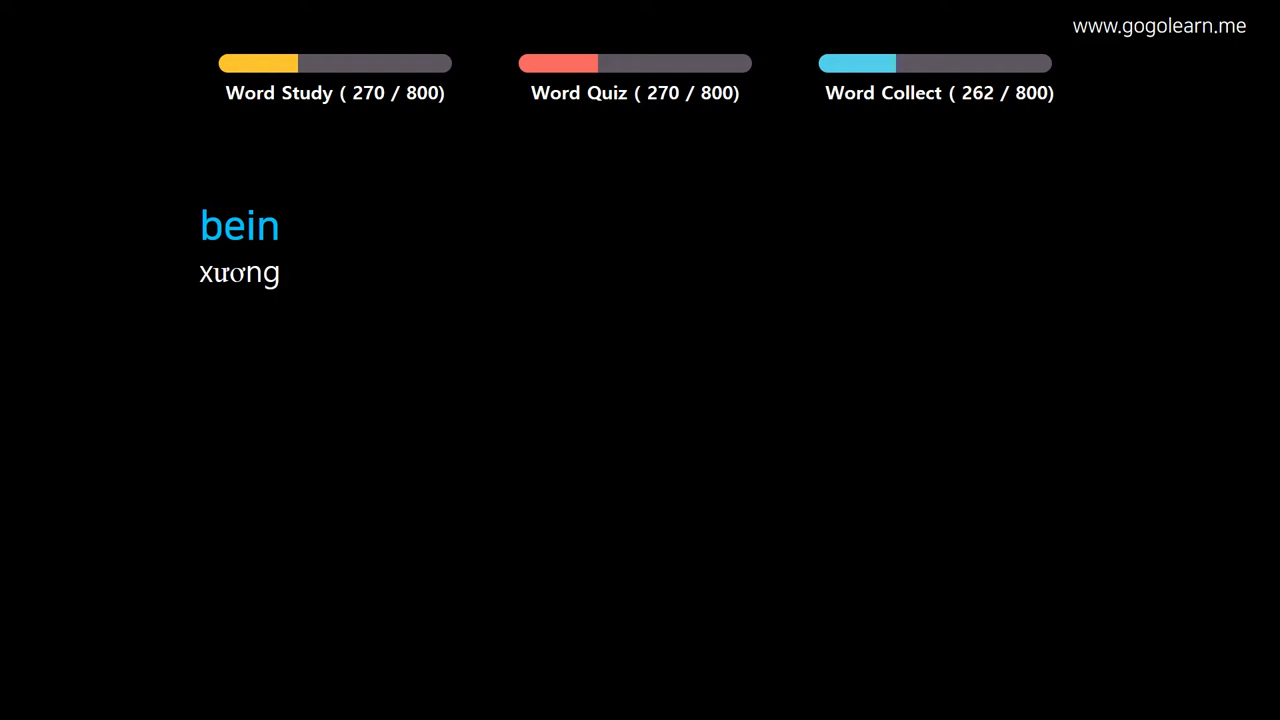 www.gogolearn.me
Word Study ( 270 / 800)
Word Quiz ( 270 / 800)
Word Collect ( 262 / 800)
bein
xương